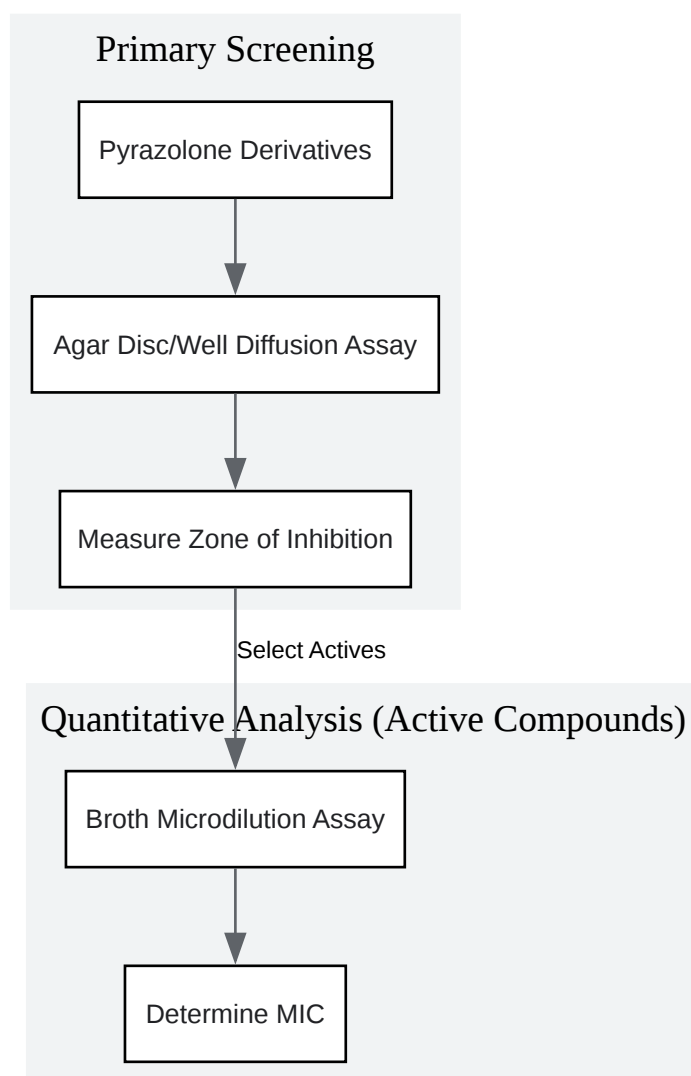 Primary Screening
Pyrazolone Derivatives
Agar Disc/Well Diffusion Assay
Measure Zone of Inhibition
Select Actives
Quantitative Analysis (Active Compounds)
Broth Microdilution Assay
Determine MIC